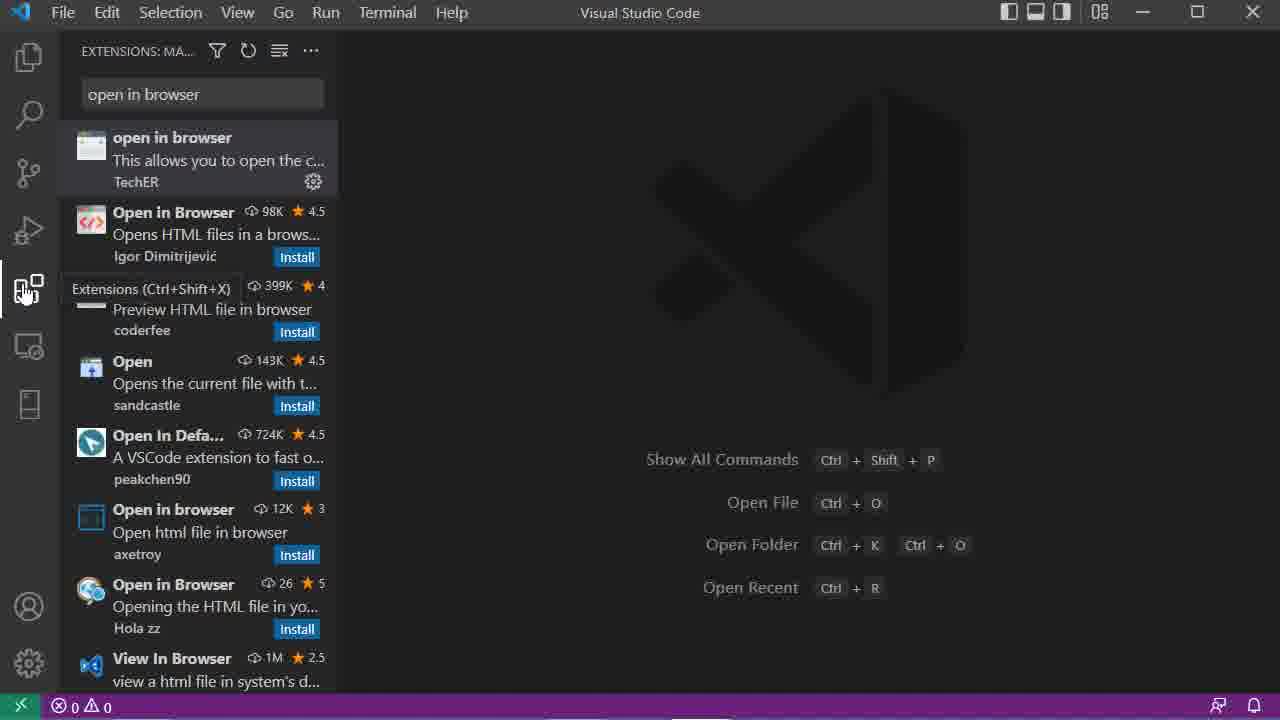 File Edit Selection View Go Run Terminal Help Visual Studio Code
EXTENSIONS: MA...
open in browser
open in browser
This allows you to open the c...
TechER
Open in Browser 98K 4.5
Opens HTML files in a brows...
Igor Dimitrijević Install
Extensions (Ctrl+Shift+X) 399K 4
Preview HTML file in browser
coderfee Install
Open 143K 4.5
Opens the current file with t...
sandcastle Install
Open In Defa... 724K 4.5
A VSCode extension to fast o...
peakchen90 Install
Open in browser 12K 3
Open html file in browser
axetroy Install
Open in Browser 26 5
Opening the HTML file in yo...
Hola zz Install
View In Browser 1M 2.5
view a html file in system's d...
Show All Commands Ctrl + Shift + P
Open File Ctrl + O
Open Folder Ctrl + K Ctrl + O
Open Recent Ctrl + R
0 0